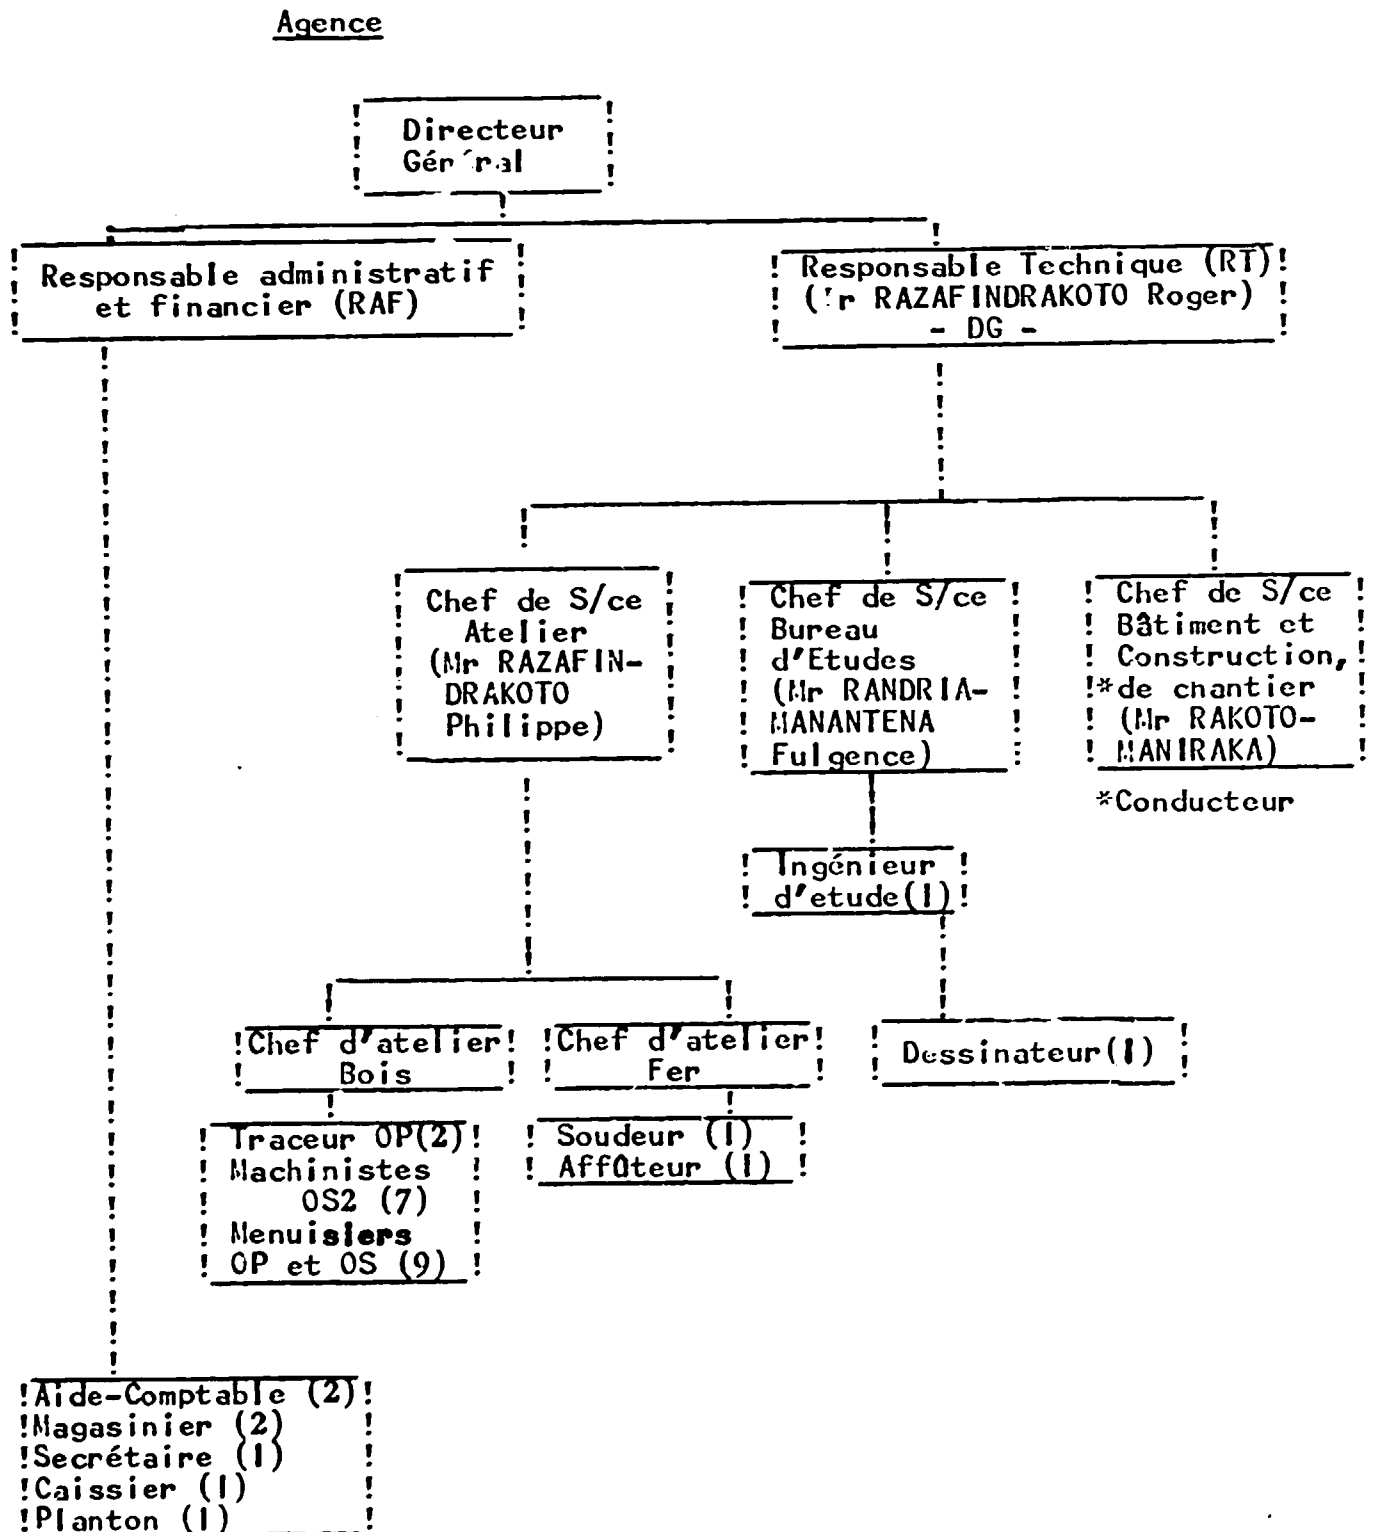 Agence
Directeur
Responsable administratif
et financier (RAF)
Responsable Technique (RT)
RAZAFINDRAKOTO Roger)
- DG -
Chef de S/ce
Atelier
(Mr RAZAFIN-
DRAKOTO
Philippe)
Chef de S/ce
Bureau
d'Etudes
(Mr RANDRIA-
MANANTENA
Fulgence)
Chef de S/ce
Bâtiment et
Construction,
*de chantier
(Mr RAKOTO-
MANIRAKA)
*Conducteur
Ingénieur
d'etude(1)
Chef d'atelier
Bois
Chef d'atelier
Fer
Dessinateur(1)
Traceur OP(2)
Machinistes
OS2 (7)
Menuisiers
OP et OS (9)
Soudeur (1)
Affûteur (1)
Aide-Comptable (2)
Magasinier (2)
Secrétaire (1)
Caissier (1)
Planton (1)